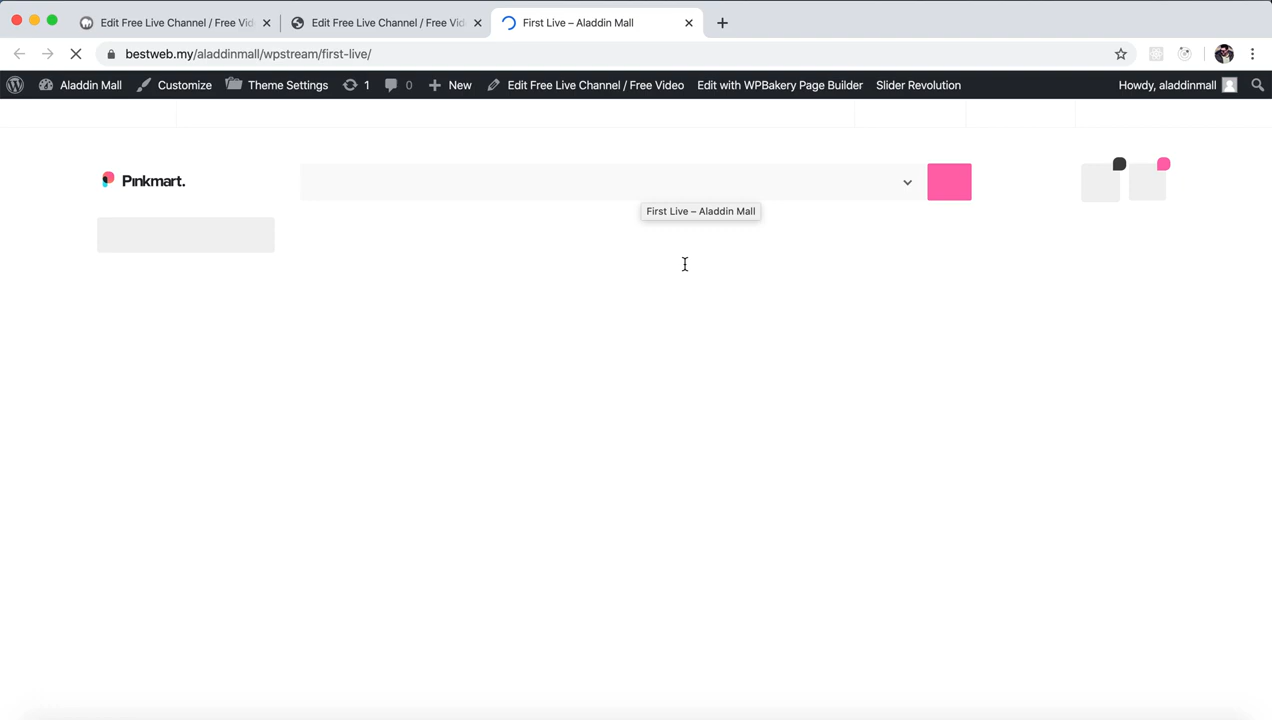 Edit Free Live Channel / Free Vid
Edit Free Live Channel / Free Vid
First Live – Aladdin Mall
bestweb.my/aladdinmall/wpstream/first-live/
Aladdin Mall
Customize
Theme Settings
1
0
New
Edit Free Live Channel / Free Video
Edit with WPBakery Page Builder
Slider Revolution
Howdy, aladdinmall
Pinkmart.
First Live – Aladdin Mall